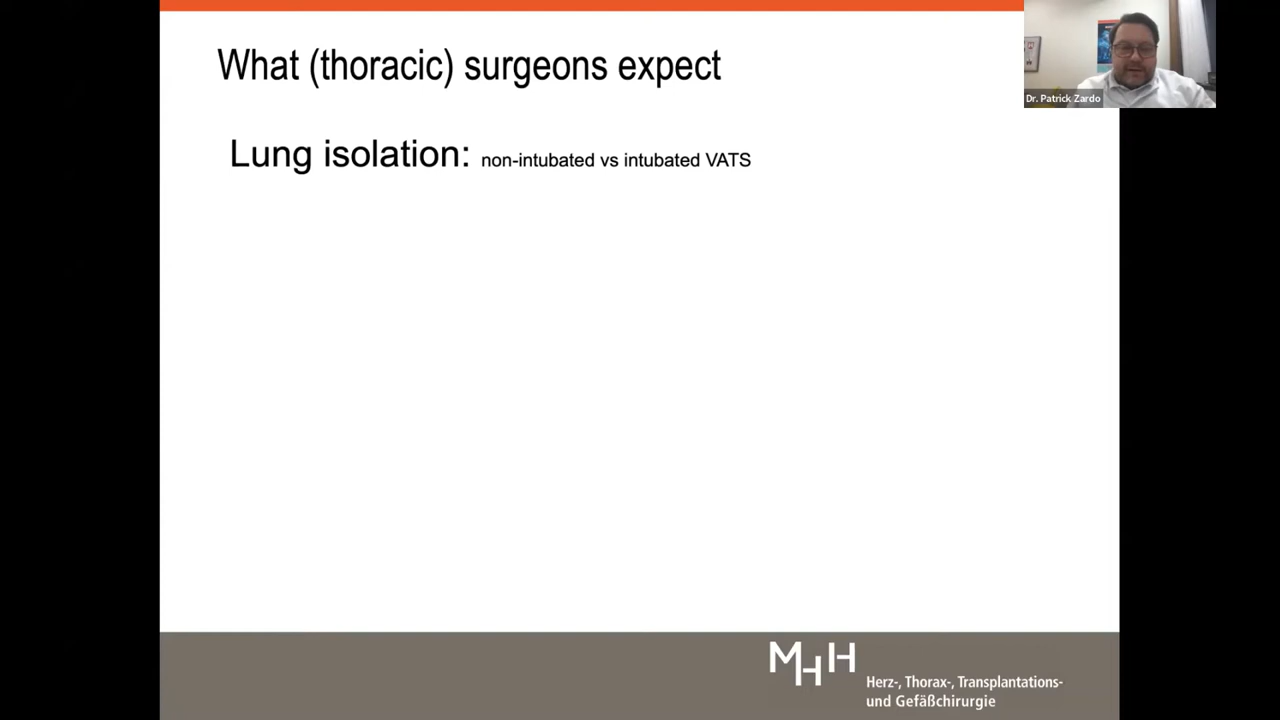 What (thoracic) surgeons expect
Dr. Patrick Zardo
Lung isolation: non-intubated vs intubated VATS
MHH
Herz-, Thorax-, Transplantations-
und Gefäßchirurgie